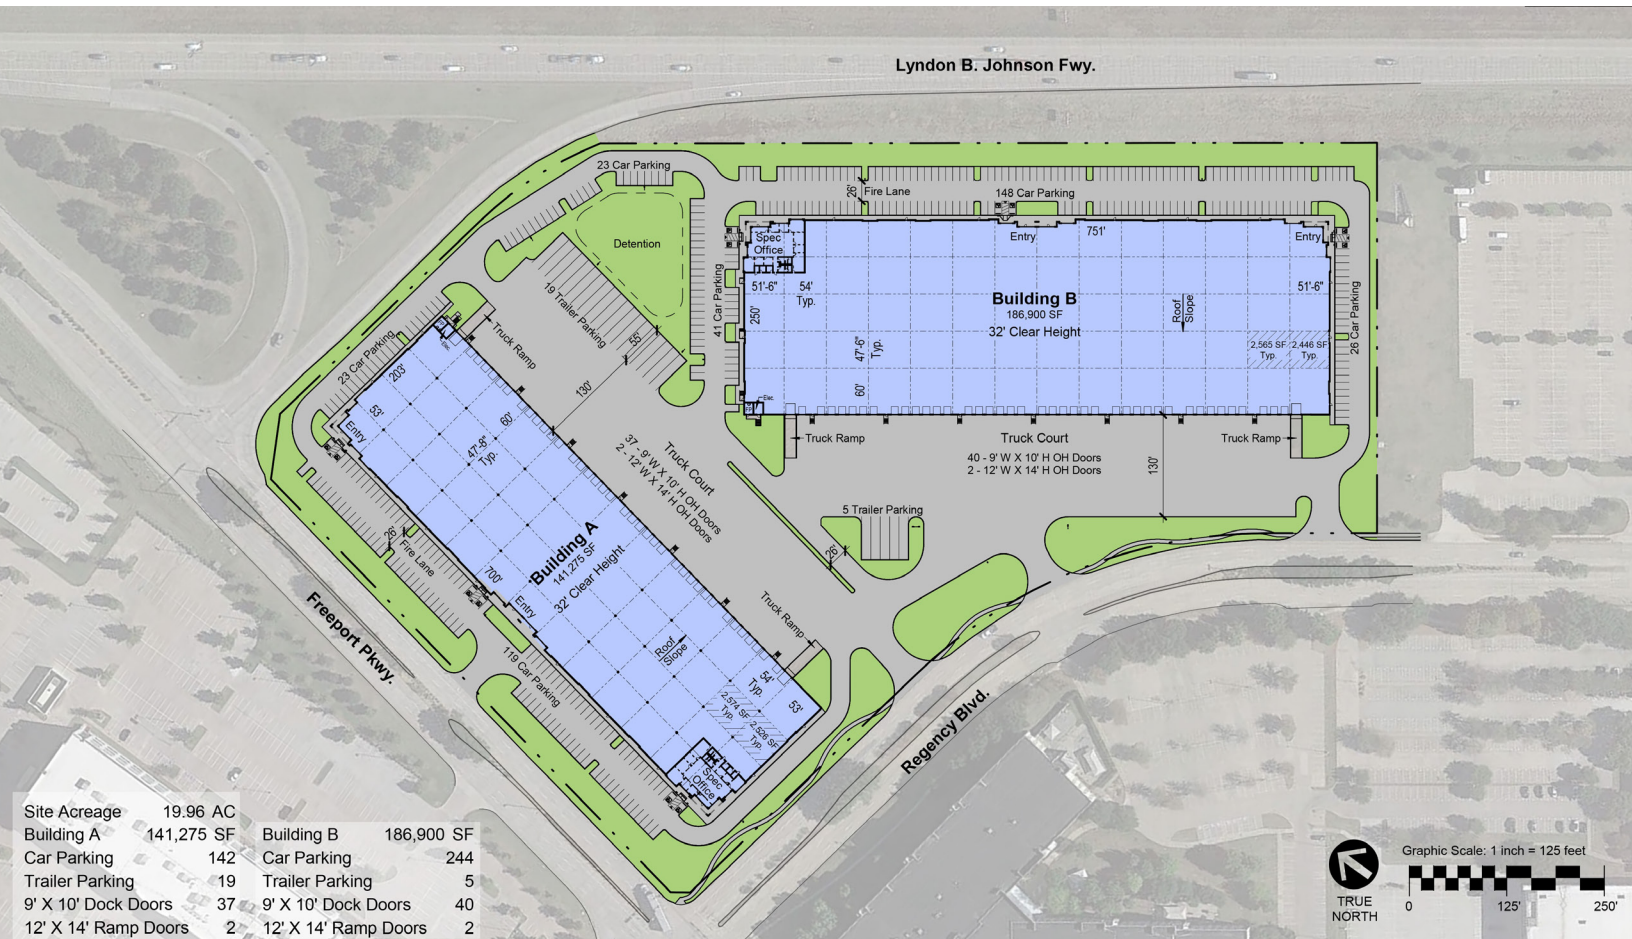 Lyndon B. Johnson Fwy.
23 Car Parking
26'
Fire Lane
148 Car Parking
Detention
Spec
Office
Entry
751'
Entry
51'-6"
54'
Typ.
51'-6"
41 Car Parking
250'
Building B
186,900 SF
32' Clear Height
Roof
Slope
47'-6"
Typ.
2,565 SF
Typ.
2,446 SF
Typ.
26 Car Parking
60'
Elec.
19 Trailer Parking
55'
Truck Ramp
130'
Elec.
23 Car Parking
203'
53'
Entry
60'
47'-8"
Typ.
Truck Court
37 - 9' W X 10' H OH Doors
2 - 12' W X 14' H OH Doors
Truck Ramp
Truck Court
Truck Ramp
40 - 9' W X 10' H OH Doors
2 - 12' W X 14' H OH Doors
130'
5 Trailer Parking
26'
26'
Fire Lane
Building A
141,275 SF
32' Clear Height
700'
Entry
Truck Ramp
Roof
Slope
119 Car Parking
54'
Typ.
53'
2,574 SF
Typ.
2,526 SF
Typ.
Spec
Office
Freeport Pkwy.
Regency Blvd.
Site Acreage 19.96 AC
Building A 141,275 SF
Car Parking 142
Trailer Parking 19
9' X 10' Dock Doors 37
12' X 14' Ramp Doors 2
Building B 186,900 SF
Car Parking 244
Trailer Parking 5
9' X 10' Dock Doors 40
12' X 14' Ramp Doors 2
TRUE
NORTH
Graphic Scale: 1 inch = 125 feet
0 125' 250'